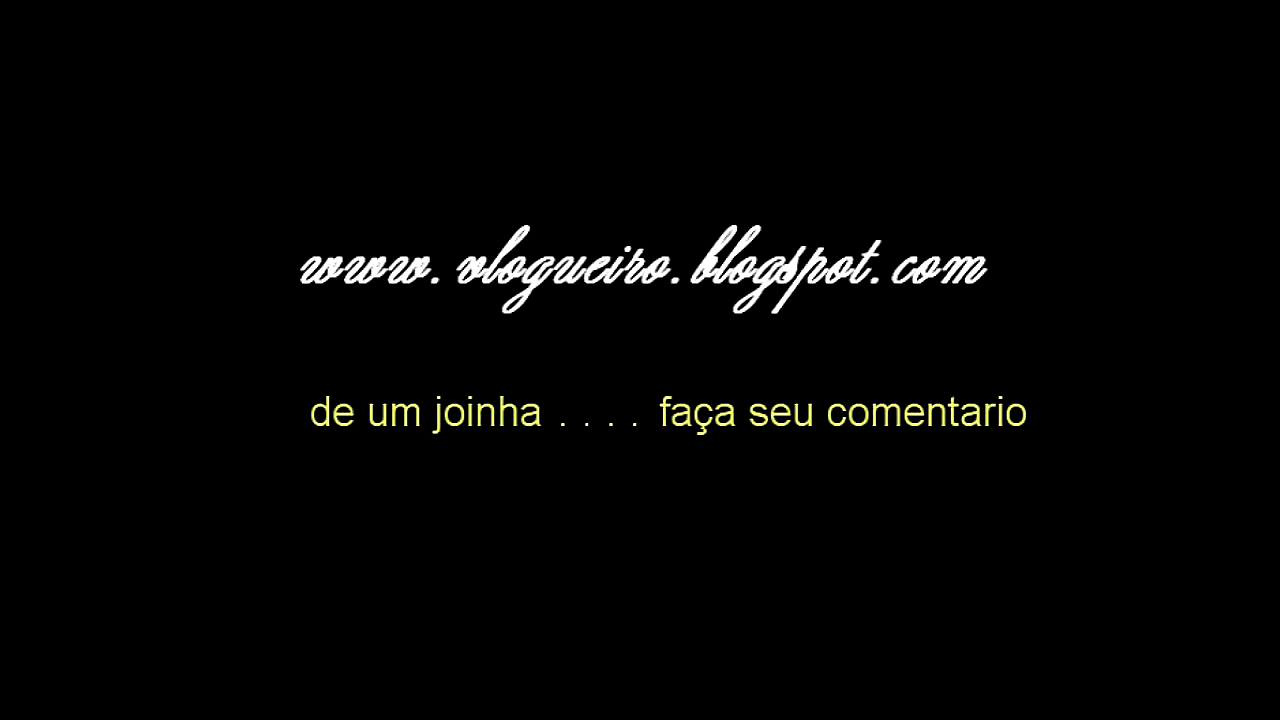 www.vlogueiro.blogspot.com
de um joinha . . . . faça seu comentario